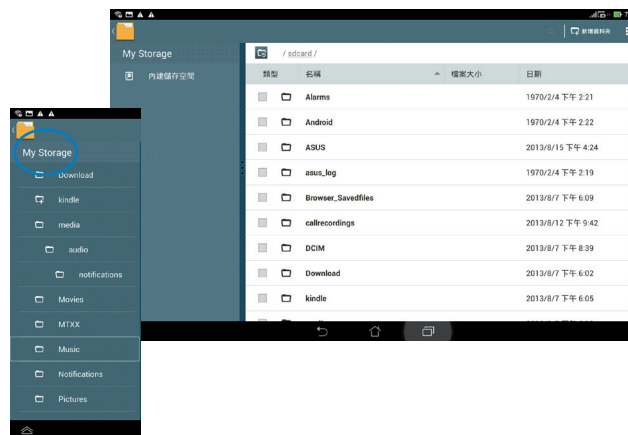 新增資料夾
My Storage
內建儲存空間
/ sdcard /
類型 名稱 檔案大小 日期
Alarms 1970/2/4 下午 2:21
Android 1970/2/4 下午 2:22
ASUS 2013/8/15 下午 4:24
asus_log 1970/2/4 下午 2:19
Browser_Savedfiles 2013/8/7 下午 6:09
callrecordings 2013/8/12 下午 9:42
DCIM 2013/8/7 下午 8:39
Download 2013/8/7 下午 6:02
kindle 2013/8/7 下午 6:05
My Storage
Download
kindle
media
audio
notifications
Movies
MTXX
Music
Notifications
Pictures